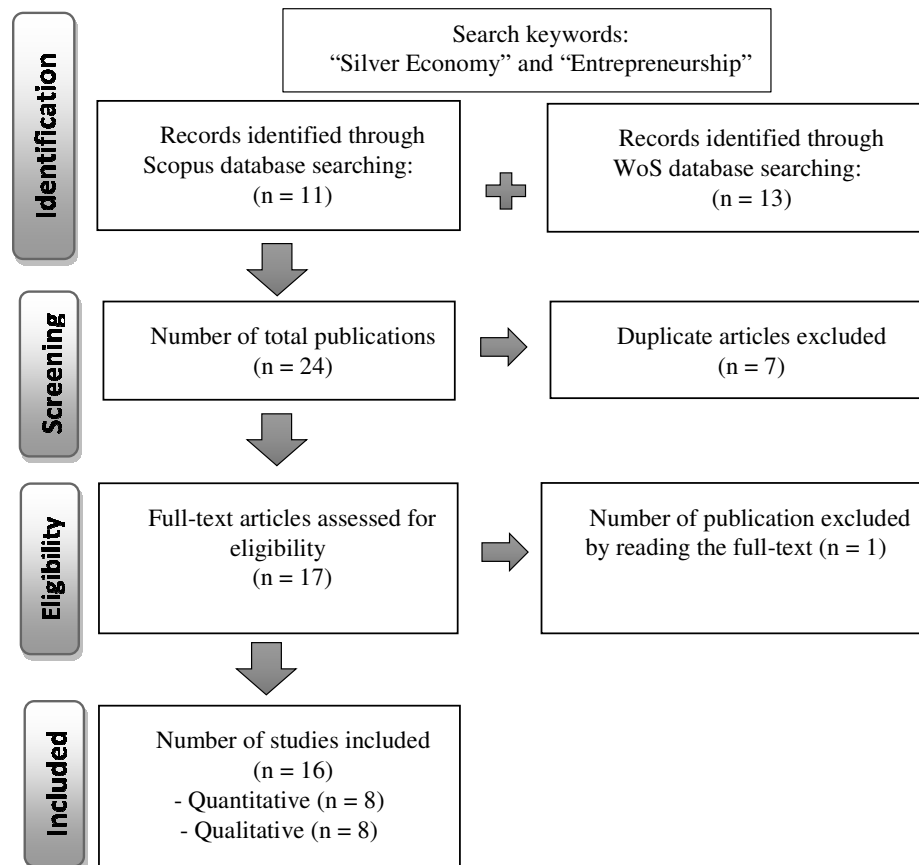 Identification
Search keywords:
“Silver Economy” and “Entrepreneurship”
Records identified through
Scopus database searching:
(n = 11)
Records identified through
WoS database searching:
(n = 13)
Screening
Number of total publications
(n = 24)
Duplicate articles excluded
(n = 7)
Eligibility
Full-text articles assessed for
eligibility
(n = 17)
Number of publication excluded
by reading the full-text (n = 1)
Included
Number of studies included
(n = 16)
- Quantitative (n = 8)
- Qualitative (n = 8)